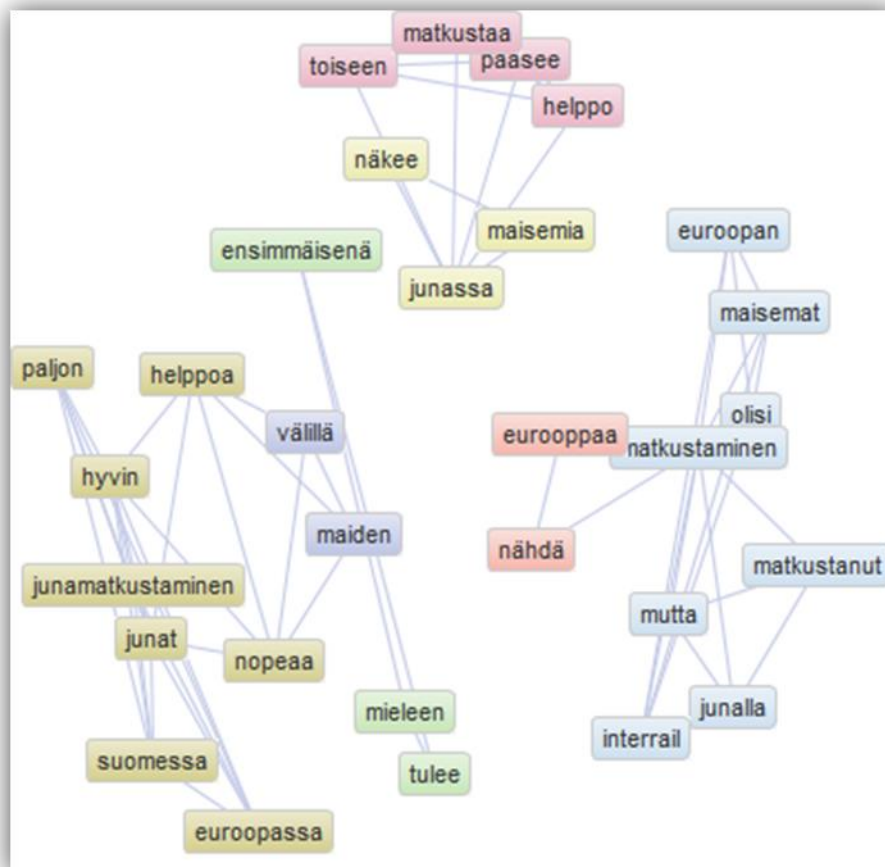 matkustaa
toiseen
paasee
helppo
näkee
maisemia
junassa
ensimmäisenä
euroopan
maisemat
paljon
helppoa
olisi
välillä
eurooppaa
matkustaminen
hyvin
maiden
nähdä
matkustanut
junamatkustaminen
mutta
junat
nopeaa
mieleen
junalla
interrail
suomessa
tulee
euroopassa